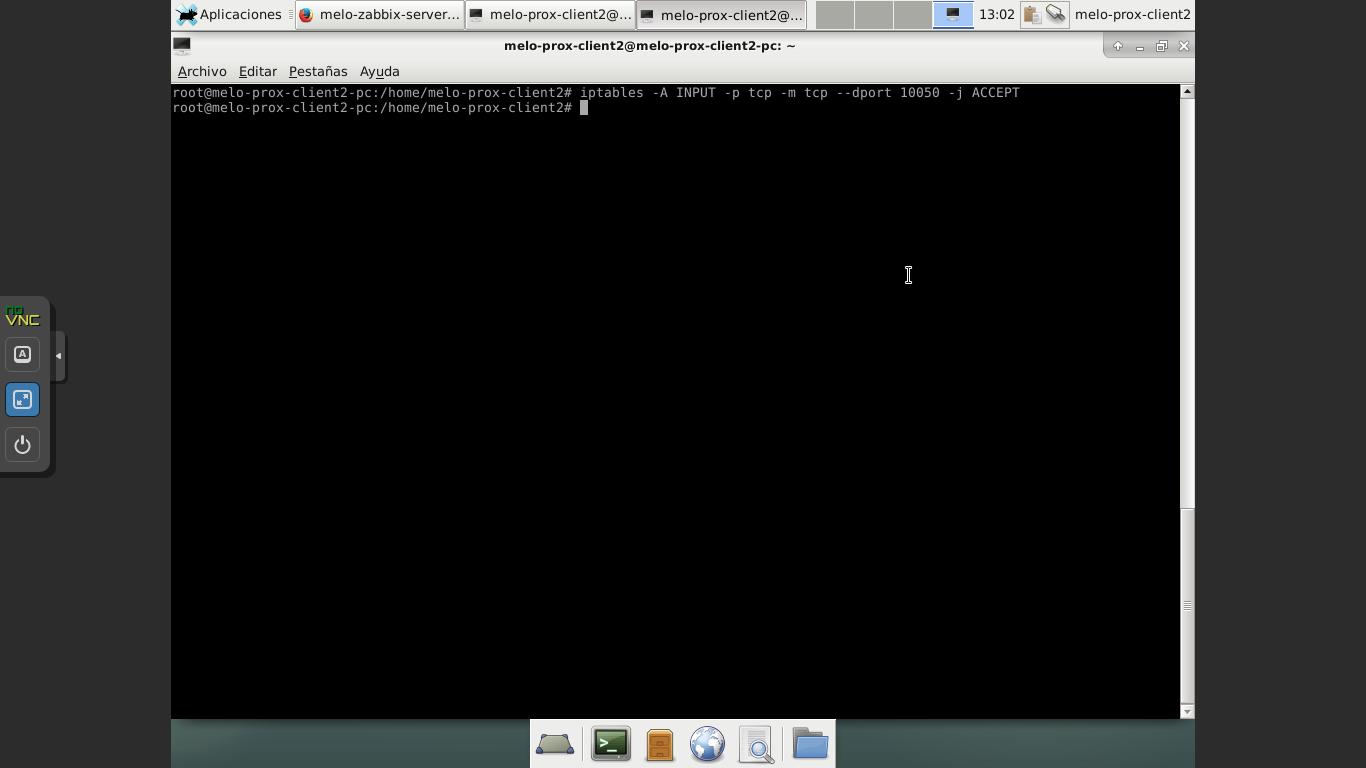 Aplicaciones melo-zabbix-server... melo-prox-client2@... melo-prox-client2@... 13:02 melo-prox-client2
melo-prox-client2@melo-prox-client2-pc: ~
Archivo Editar Pestañas Ayuda
root@melo-prox-client2-pc:/home/melo-prox-client2# iptables -A INPUT -p tcp -m tcp --dport 10050 -j ACCEPT
root@melo-prox-client2-pc:/home/melo-prox-client2#
no
VNC
A
>_